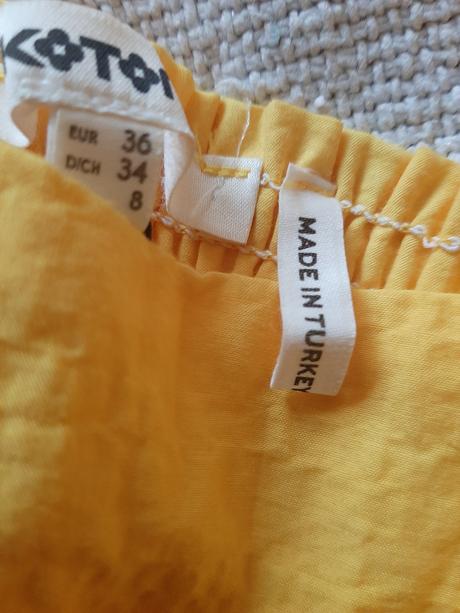 KOTON
EUR 36
D/CH 34
8
MADE IN TURKEY